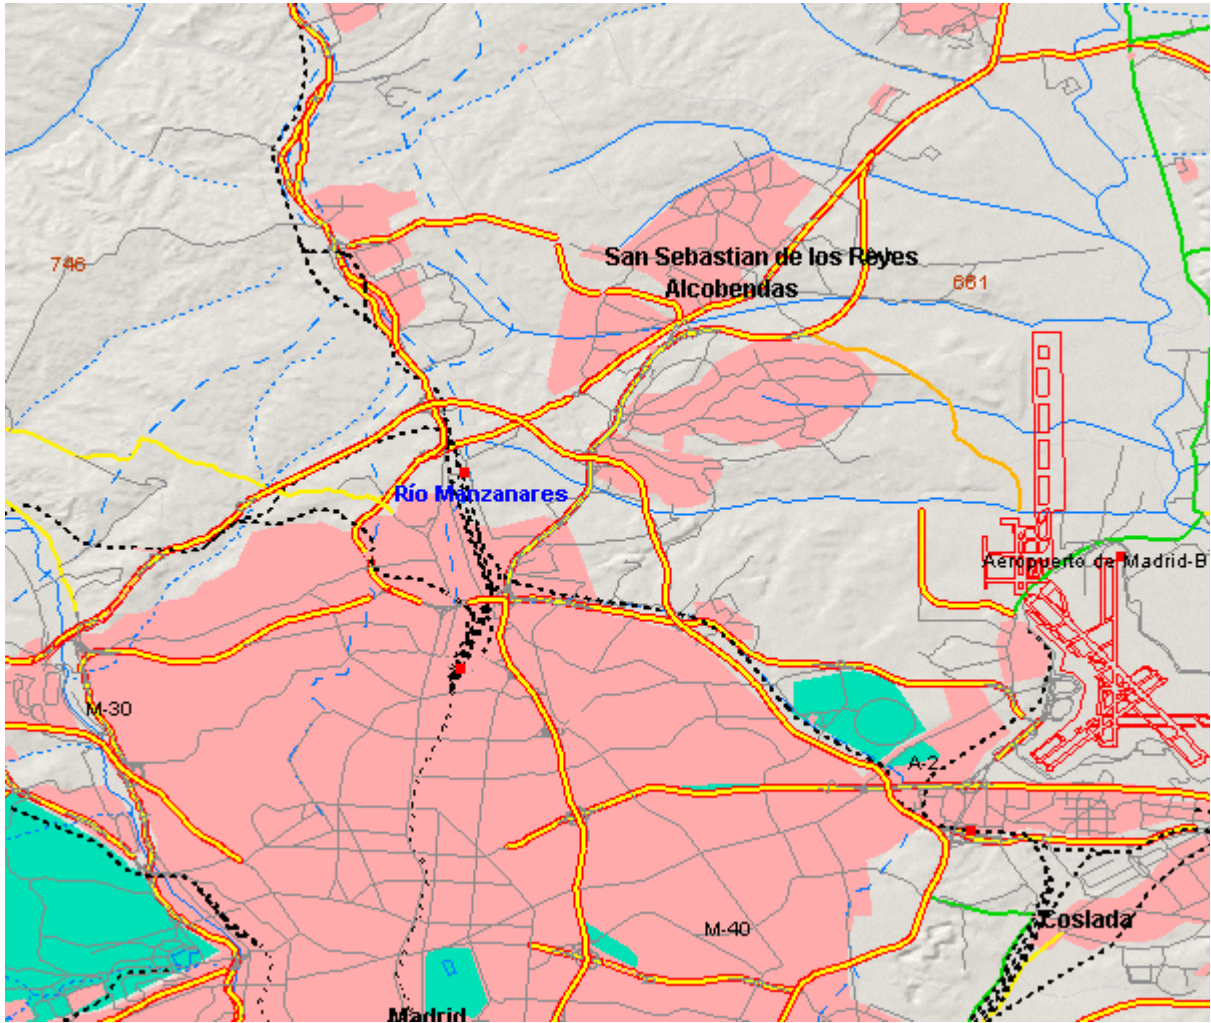 San Sebastian de los Reyes
746
661
Alcobendas
Río Manzanares
Aeropuerto de Madrid-B
M-30
A-2
Coslada
M-40
Madrid